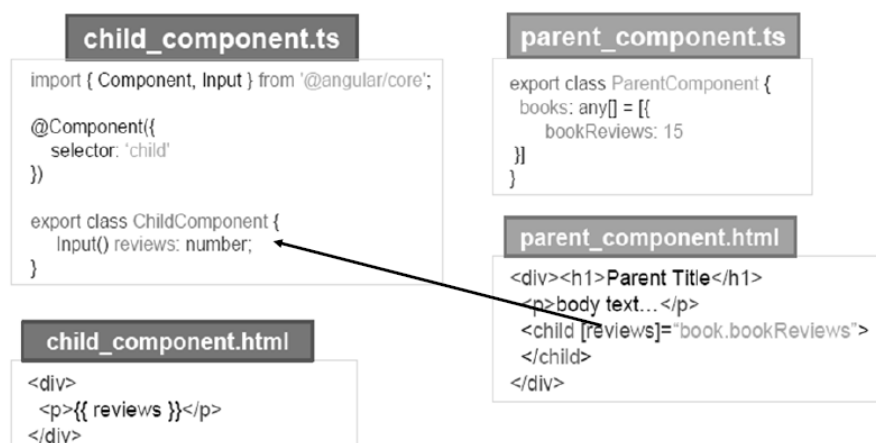 child_component.ts
import { Component, Input } from '@angular/core';
@Component({
selector: 'child'
})
export class ChildComponent {
Input() reviews: number;
}
child_component.html
<div>
<p>{{ reviews }}</p>
</div>
parent_component.ts
export class ParentComponent {
books: any[] = [{
bookReviews: 15
}]
}
parent_component.html
<div><h1>Parent Title</h1>
<p>body text…</p>
<child [reviews]=“book.bookReviews”>
</child>
</div>